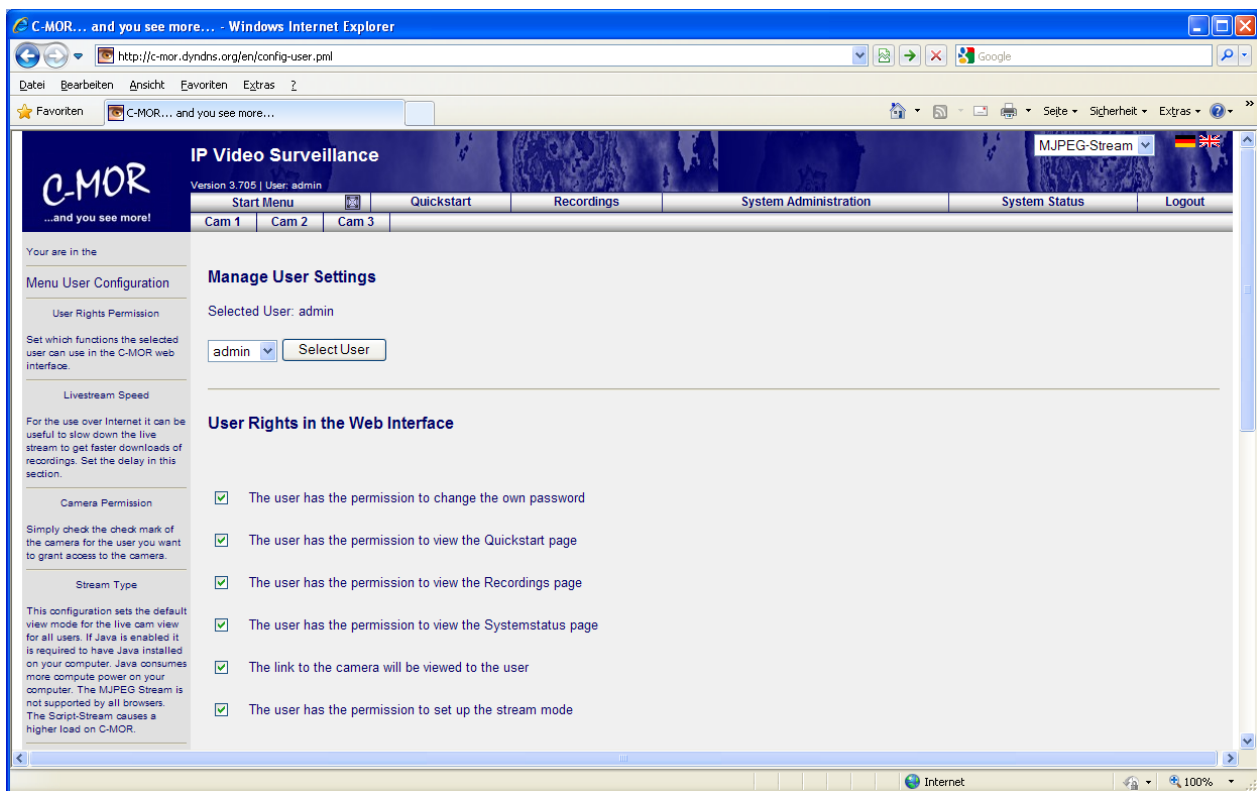 C-MOR... and you see more... - Windows Internet Explorer
http://c-mor.dyndns.org/en/config-user.pml
Google
Datei Bearbeiten Ansicht Favoriten Extras ?
Favoriten
C-MOR... and you see more...
Seite Sicherheit Extras
C-MOR
...and you see more!
IP Video Surveillance
Version 3.705 | User: admin
MJPEG-Stream
Start Menu Quickstart Recordings System Administration System Status Logout
Cam 1 Cam 2 Cam 3
Your are in the
Menu User Configuration
User Rights Permission
Set which functions the selected
user can use in the C-MOR web
interface.
Livestream Speed
For the use over Internet it can be
useful to slow down the live
stream to get faster downloads of
recordings. Set the delay in this
section.
Camera Permission
Simply check the check mark of
the camera for the user you want
to grant access to the camera.
Stream Type
This configuration sets the default
view mode for the live cam view
for all users. If Java is enabled it
is required to have Java installed
on your computer. Java consumes
more compute power on your
computer. The MJPEG Stream is
not supported by all browsers.
The Script-Stream causes a
higher load on C-MOR.
Manage User Settings
Selected User: admin
admin Select User
User Rights in the Web Interface
The user has the permission to change the own password
The user has the permission to view the Quickstart page
The user has the permission to view the Recordings page
The user has the permission to view the Systemstatus page
The link to the camera will be viewed to the user
The user has the permission to set up the stream mode
Internet
100%